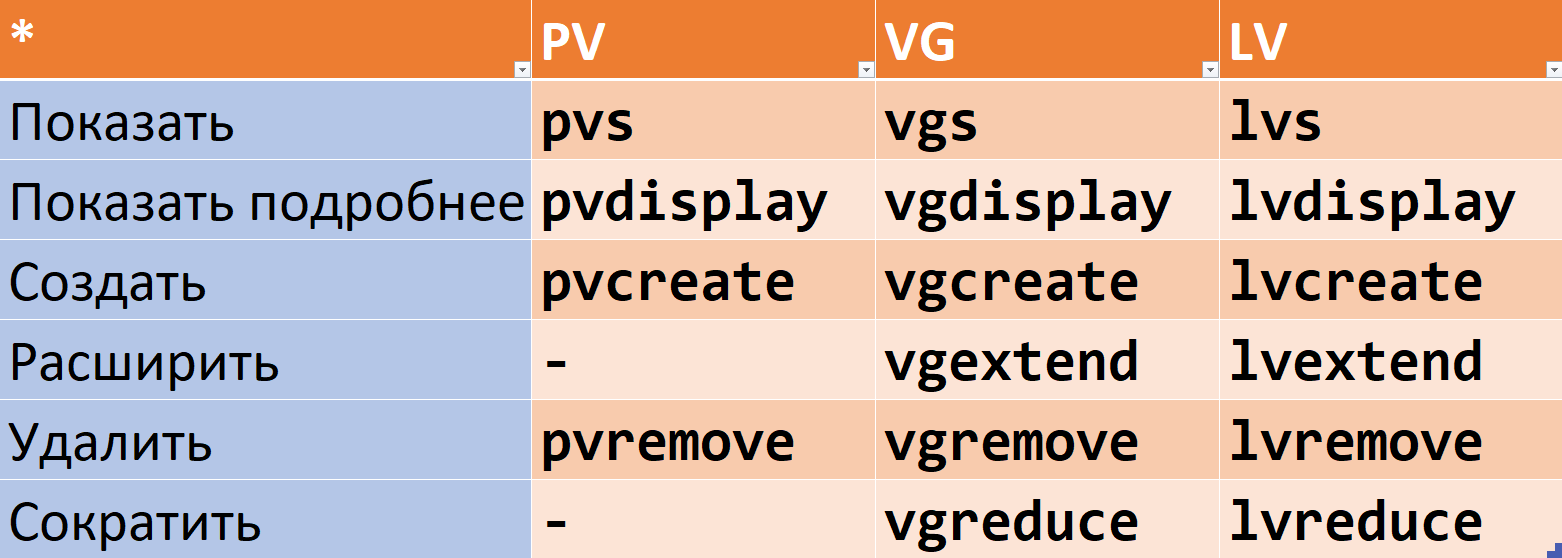 * PV VG LV
Показать pvs vgs lvs
Показать подробнее pvdisplay vgdisplay lvdisplay
Создать pvcreate vgcreate lvcreate
Расширить - vgextend lvextend
Удалить pvremove vgremove lvremove
Сократить - vgreduce lvreduce